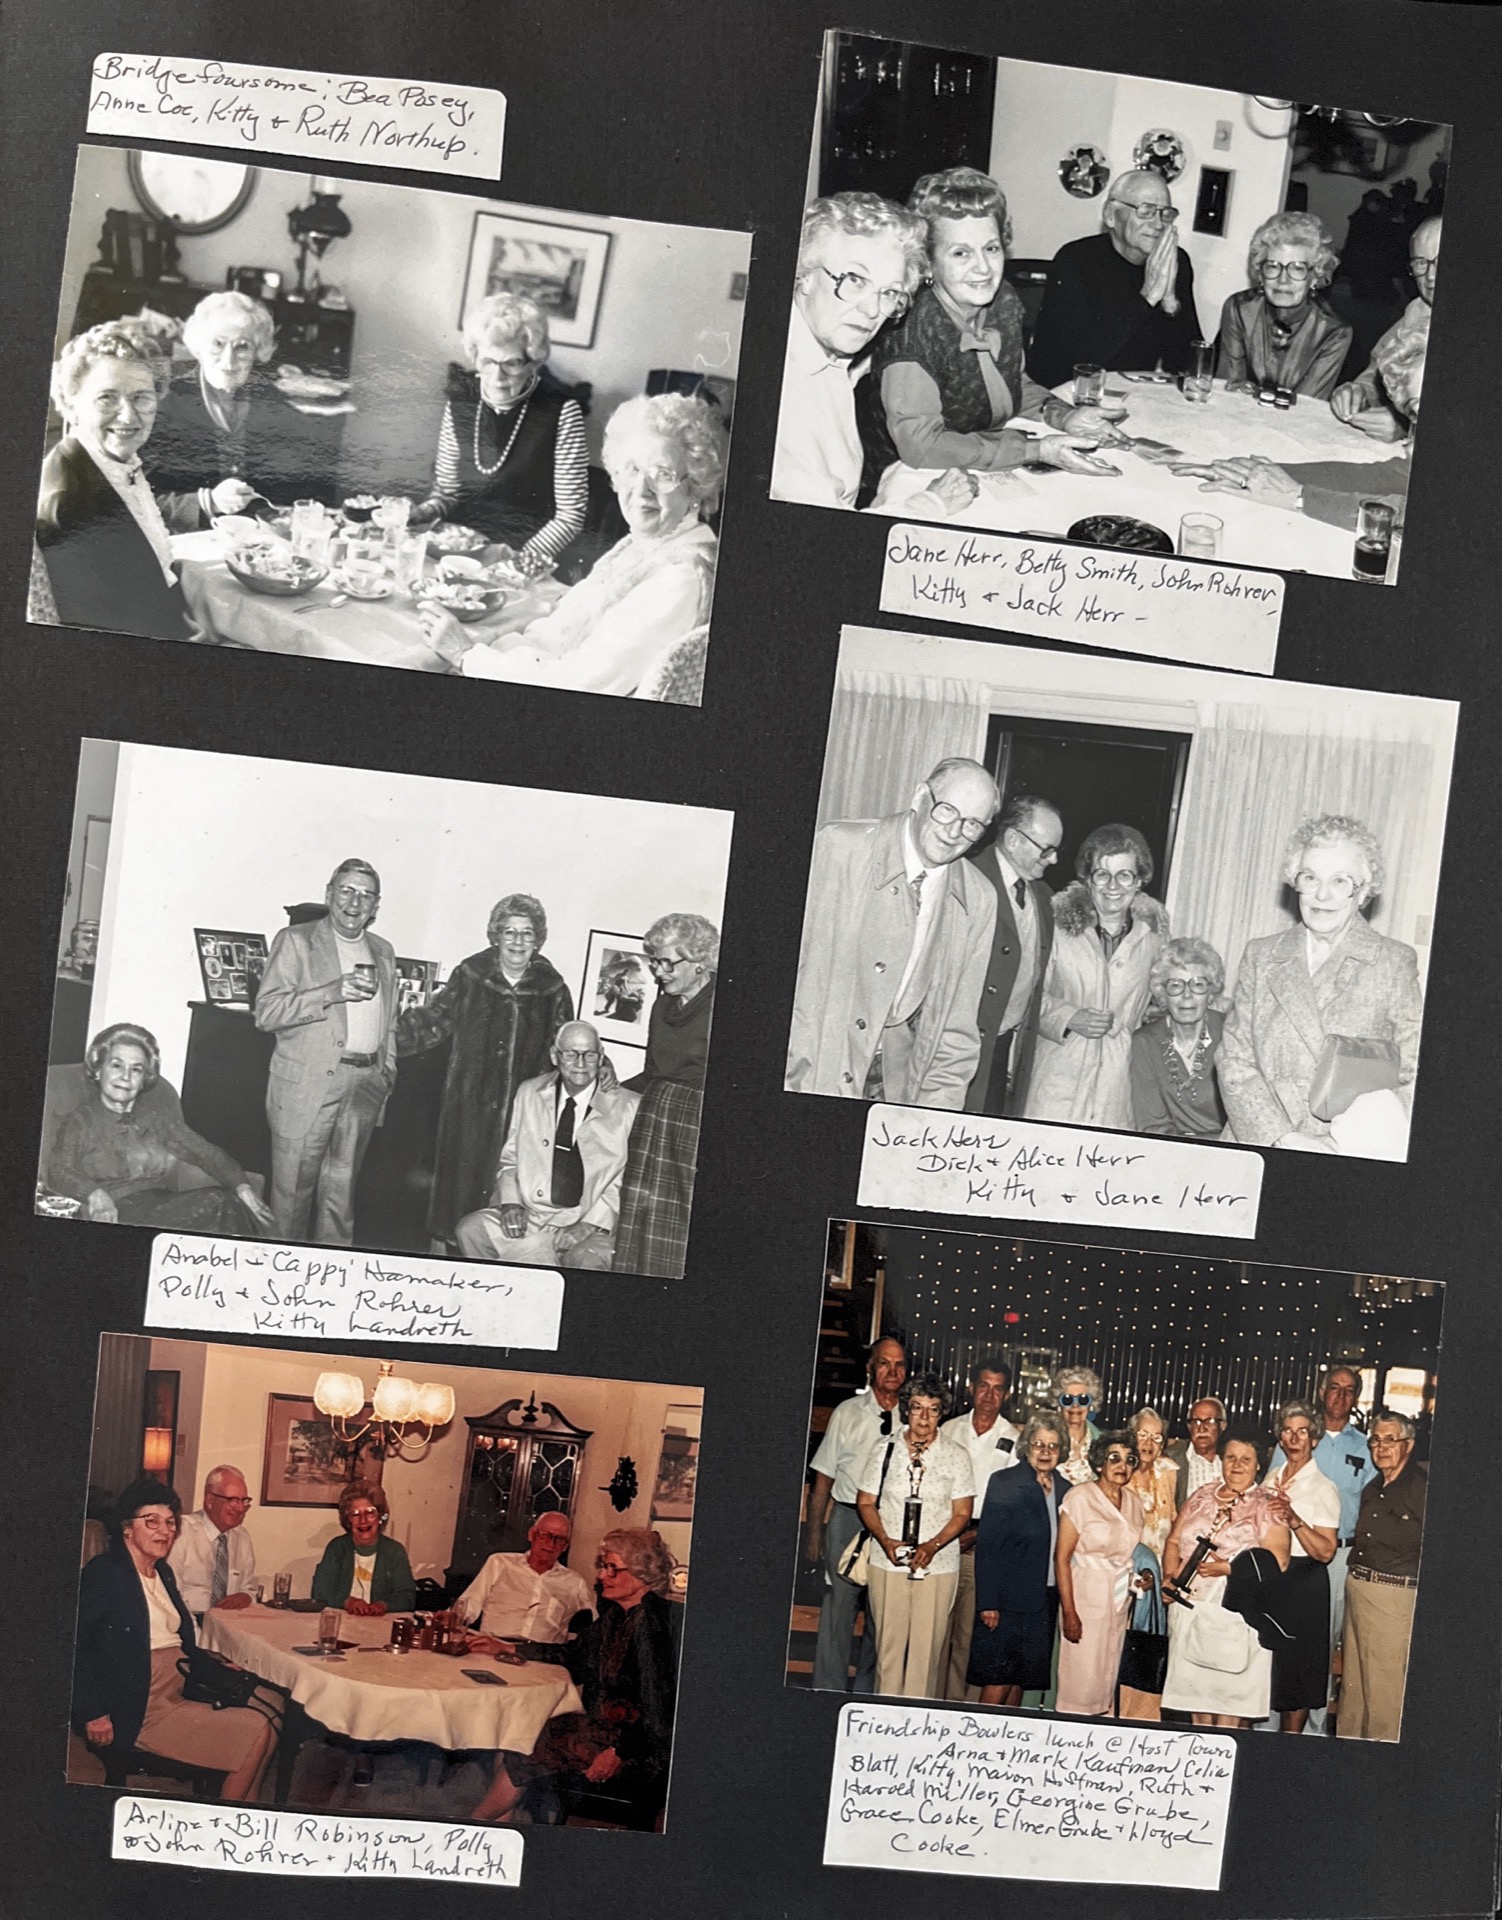 Bridge foursome: Bea Posey,
Anne Coe, Kitty + Ruth Northup.
Jane Herr, Betty Smith, John Rohrer,
Kitty + Jack Herr -
Anabel + 'Cappy' Hamaker,
Polly + John Rohrer
Kitty Landreth
Jack Herr
Dick + Alice Herr
Kitty + Jane Herr
Arline + Bill Robinson, Polly
+ John Rohrer + Kitty Landreth
Friendship Bowlers lunch @ Host Town
Arna + Mark Kaufman, Celia
Blatt, Kitty, Marion Hoffman, Ruth +
Harold Miller, Georgine Grube,
Grace Cooke, Elmer Grube + Lloyd
Cooke.